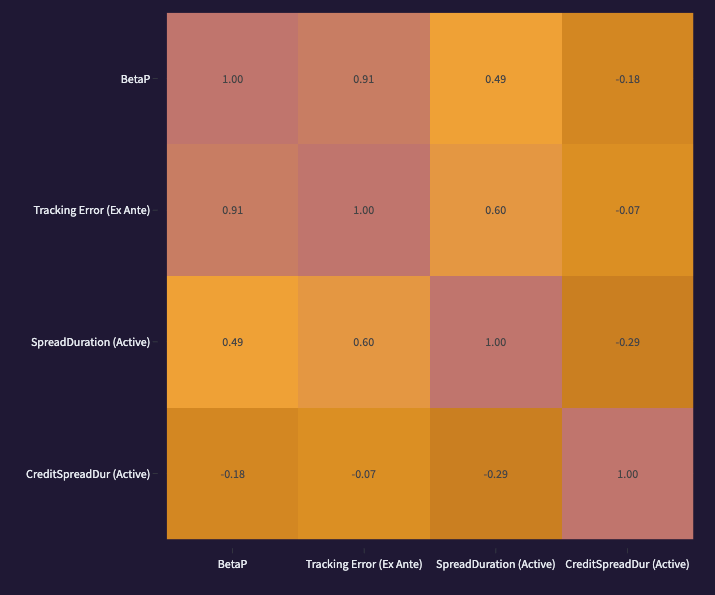 BetaP 1.00 0.91 0.49 -0.18
Tracking Error (Ex Ante) 0.91 1.00 0.60 -0.07
SpreadDuration (Active) 0.49 0.60 1.00 -0.29
CreditSpreadDur (Active) -0.18 -0.07 -0.29 1.00
BetaP Tracking Error (Ex Ante) SpreadDuration (Active) CreditSpreadDur (Active)